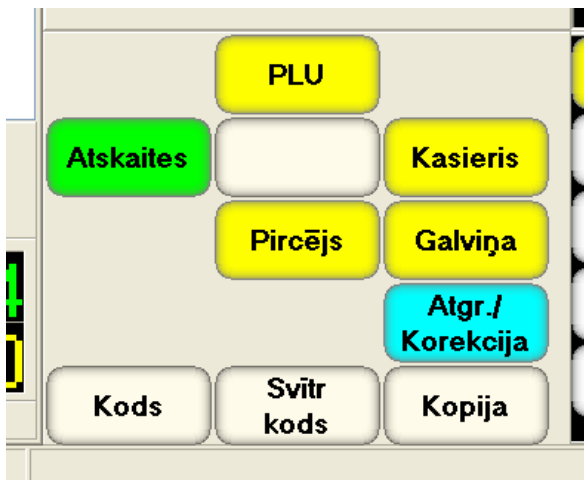 PLU
Atskaites
Kasieris
Pircējs
Galviņa
Atgr./
Korekcija
Kods
Svītr
kods
Kopija